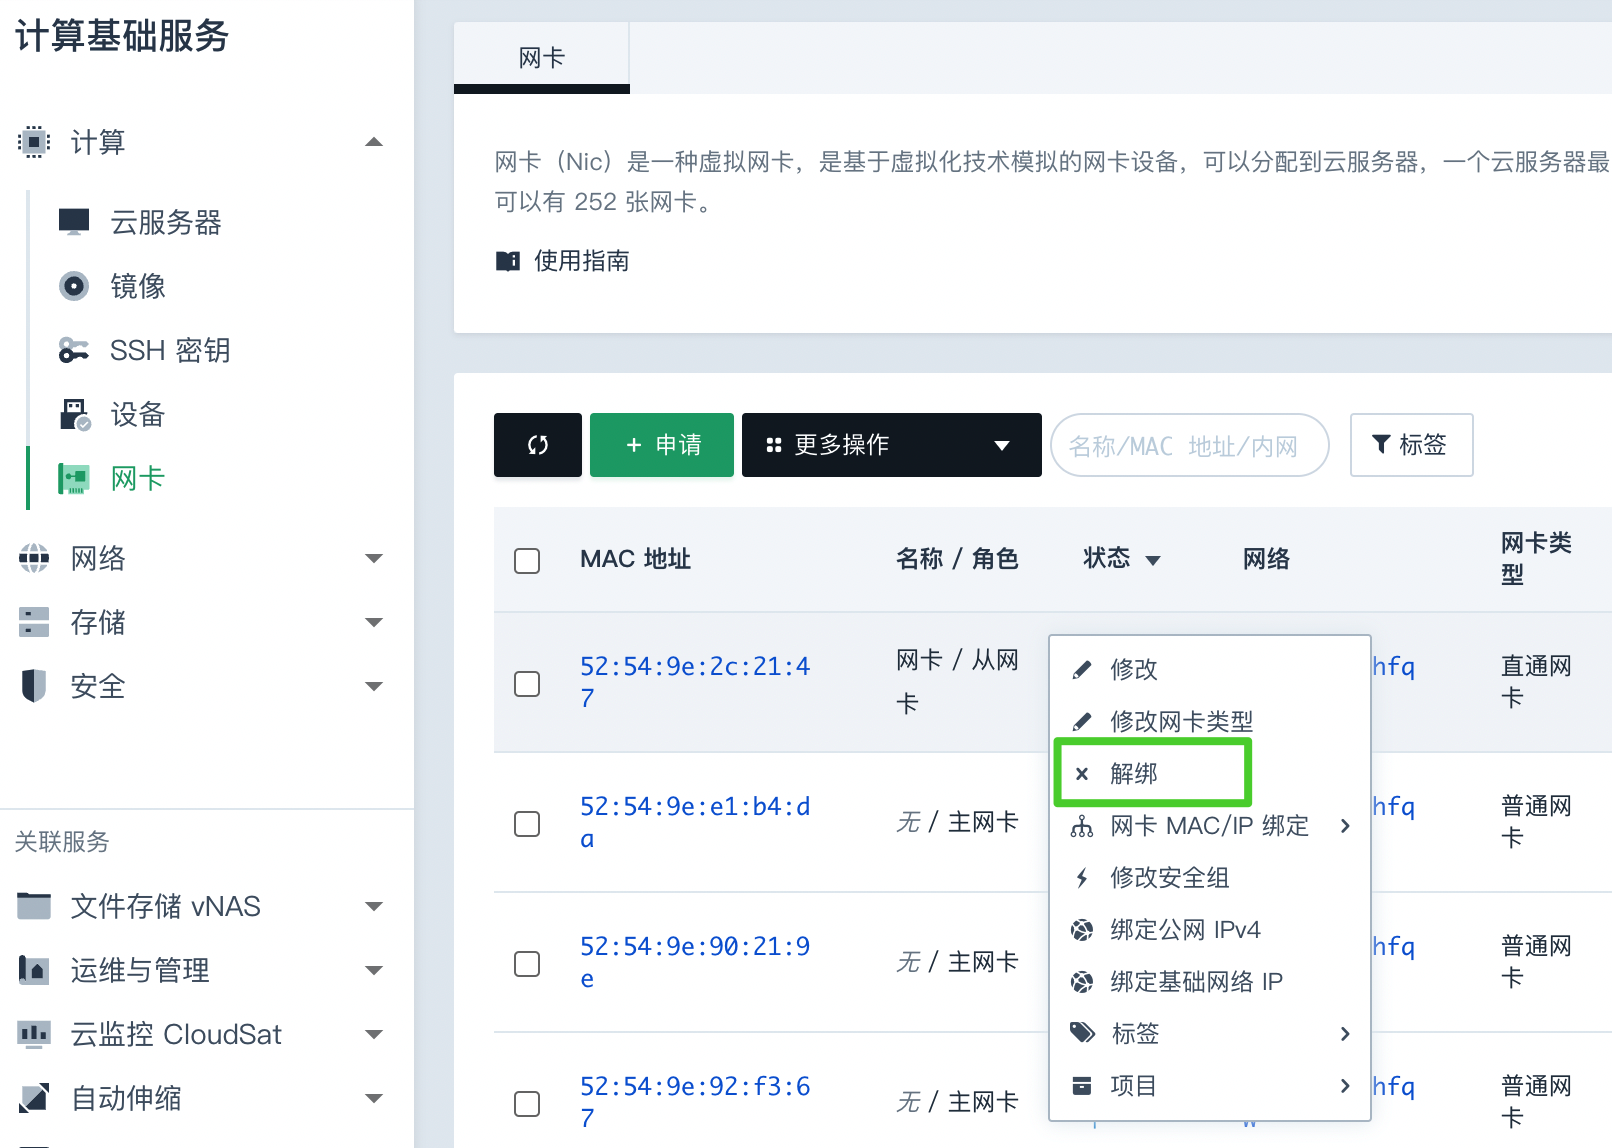 计算基础服务
计算
云服务器
镜像
SSH 密钥
设备
网卡
网络
存储
安全
关联服务
文件存储 vNAS
运维与管理
云监控 CloudSat
自动伸缩
网卡
网卡（Nic）是一种虚拟网卡，是基于虚拟化技术模拟的网卡设备，可以分配到云服务器，一个云服务器最
可以有 252 张网卡。
使用指南
+ 申请
更多操作
名称/MAC 地址/内网
标签
MAC 地址
名称 / 角色
状态
网络
网卡类
型
52:54:9e:2c:21:4
7
网卡 / 从网
卡
hfq
直通网
卡
52:54:9e:e1:b4:d
a
无 / 主网卡
hfq
普通网
卡
52:54:9e:90:21:9
e
无 / 主网卡
hfq
普通网
卡
52:54:9e:92:f3:6
7
无 / 主网卡
hfq
普通网
卡
修改
修改网卡类型
解绑
网卡 MAC/IP 绑定
修改安全组
绑定公网 IPv4
绑定基础网络 IP
标签
项目